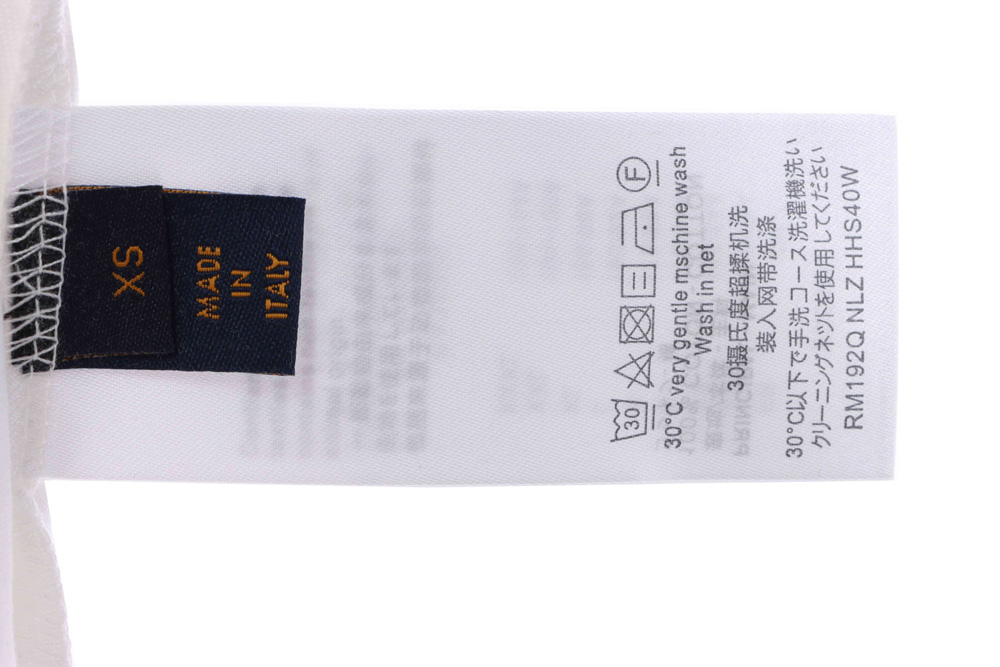 XS
MADE
IN
ITALY
30 F
30°C very gentle mschine wash
Wash in net
30摄氏度超揉机洗
装入网带洗涤
30°C以下で手洗コース洗濯機洗い
クリーニングネツトを使用してください
RM192Q NLZ HHS40W